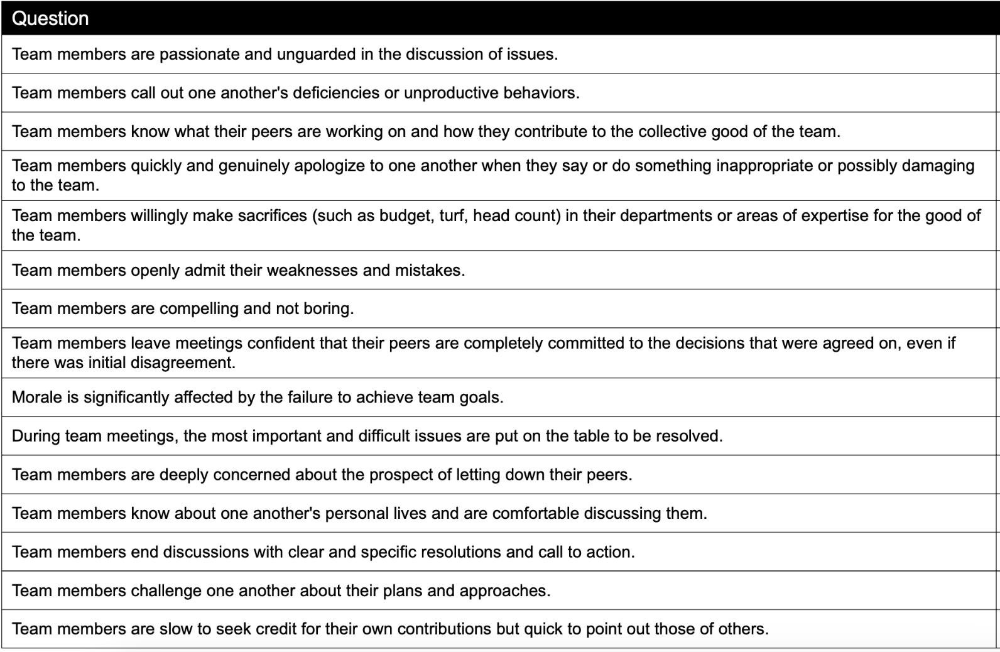 Question
Team members are passionate and unguarded in the discussion of issues.
Team members call out one another's deficiencies or unproductive behaviors.
Team members know what their peers are working on and how they contribute to the collective good of the team.
Team members quickly and genuinely apologize to one another when they say or do something inappropriate or possibly damaging
to the team.
Team members willingly make sacrifices (such as budget, turf, head count) in their departments or areas of expertise for the good of
the team.
Team members openly admit their weaknesses and mistakes.
Team members are compelling and not boring.
Team members leave meetings confident that their peers are completely committed to the decisions that were agreed on, even if
there was initial disagreement.
Morale is significantly affected by the failure to achieve team goals.
During team meetings, the most important and difficult issues are put on the table to be resolved.
Team members are deeply concerned about the prospect of letting down their peers.
Team members know about one another's personal lives and are comfortable discussing them.
Team members end discussions with clear and specific resolutions and call to action.
Team members challenge one another about their plans and approaches.
Team members are slow to seek credit for their own contributions but quick to point out those of others.